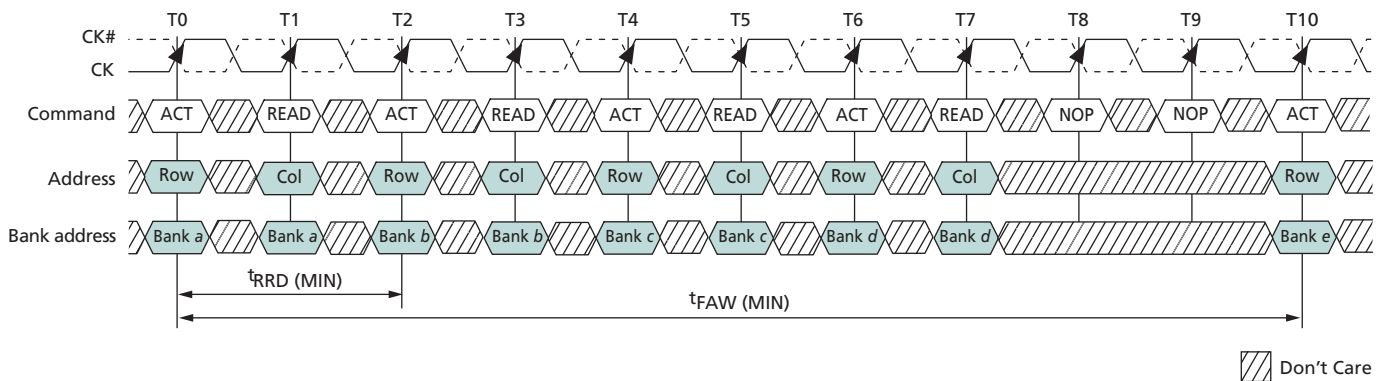 T0 T1 T2 T3 T4 T5 T6 T7 T8 T9 T10
CK#
CK
Command ACT READ ACT READ ACT READ ACT READ NOP NOP ACT
Address Row Col Row Col Row Col Row Col Row
Bank address Bank a Bank a Bank b Bank b Bank c Bank c Bank d Bank d Bank e
tRRD (MIN)
tFAW (MIN)
Don't Care